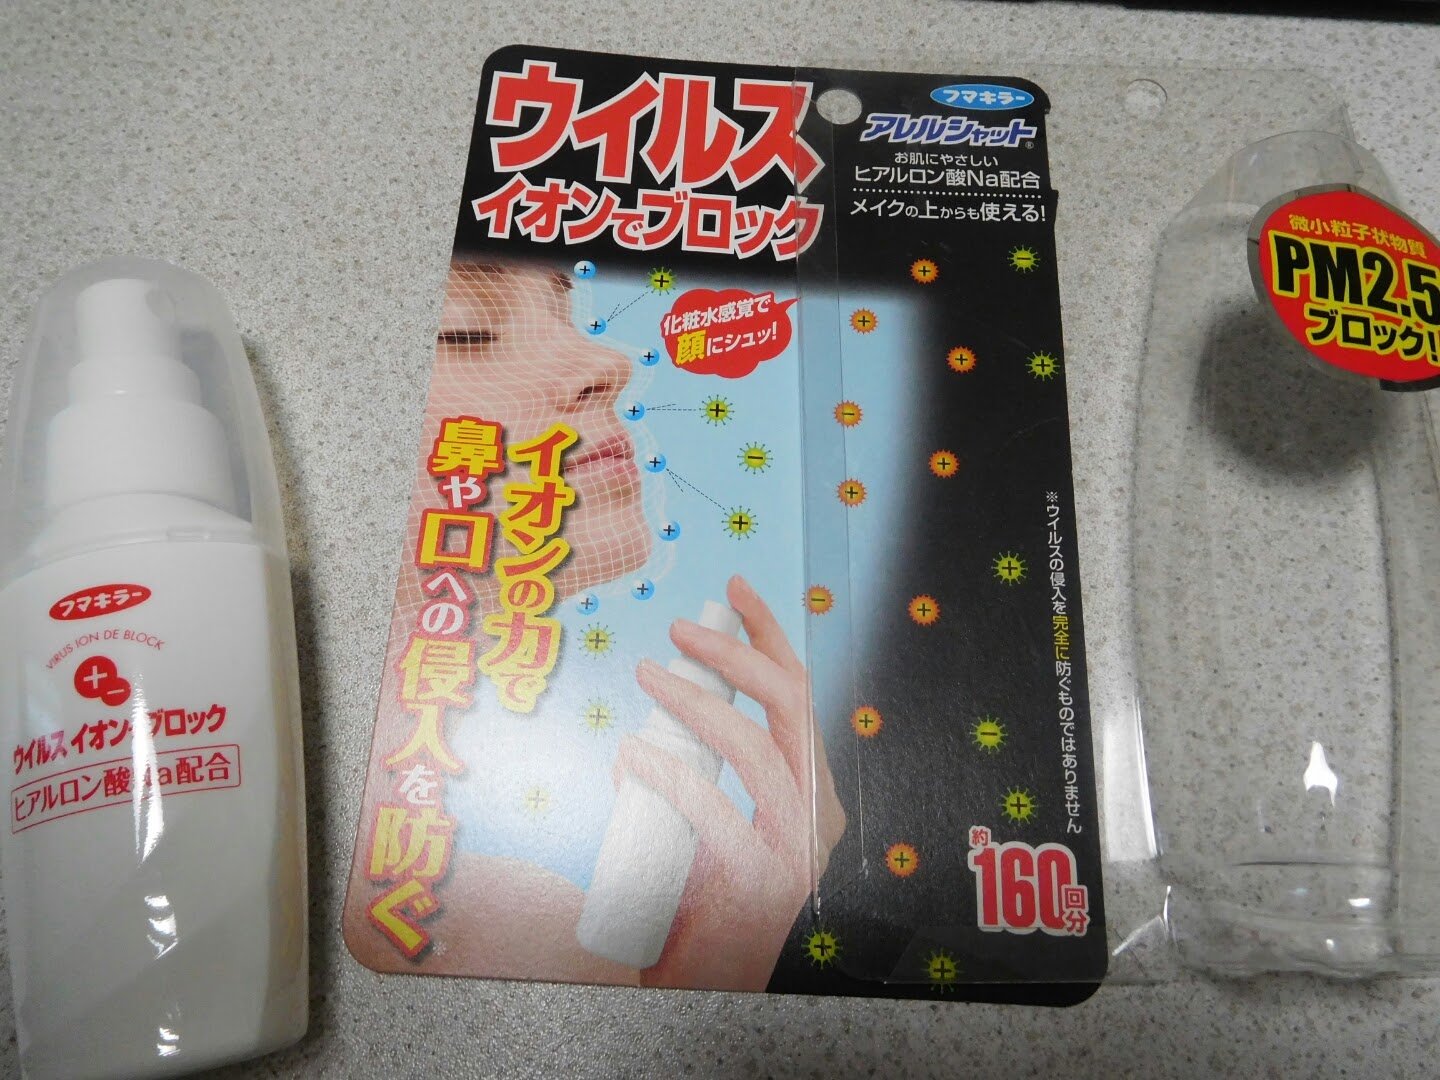 ウイルス
イオンでブロック
フマキラー
アレルシャット®
お肌にやさしい
ヒアルロン酸Na配合
メイクの上からも使える!
化粧水感覚で
顔にシュッ!
イオンの力で
鼻や口への侵入を防ぐ
※ウイルスの侵入を完全に防ぐものではありません
約160回分
微小粒子状物質
PM2.5
ブロック!
フマキラー
VIRUS ION DE BLOCK
ウイルス イオンでブロック
ヒアルロン酸Na配合